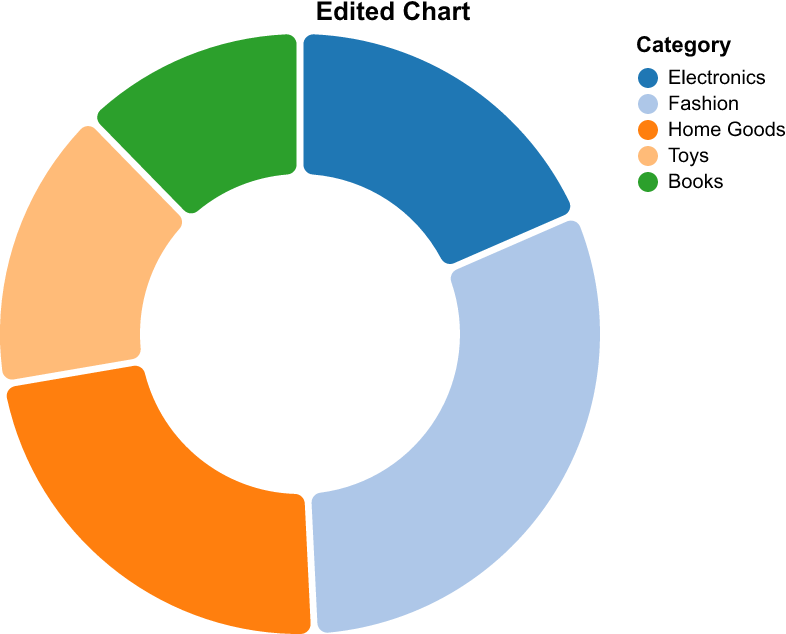 Edited Chart
Category
Electronics
Fashion
Home Goods
Toys
Books